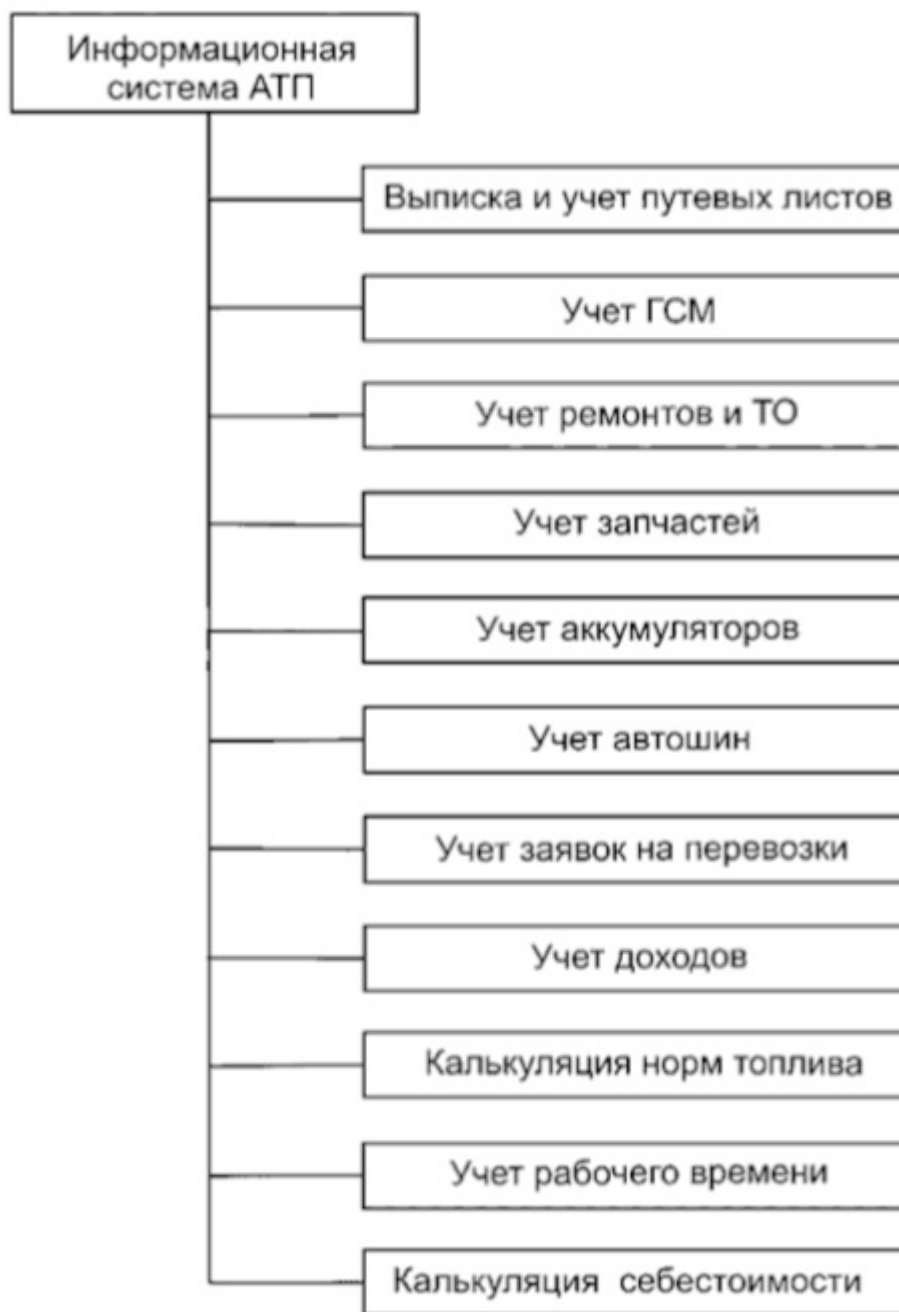 Информационная
система АТП
Выписка и учет путевых листов
Учет ГСМ
Учет ремонтов и ТО
Учет запчастей
Учет аккумуляторов
Учет автошин
Учет заявок на перевозки
Учет доходов
Калькуляция норм топлива
Учет рабочего времени
Калькуляция себестоимости